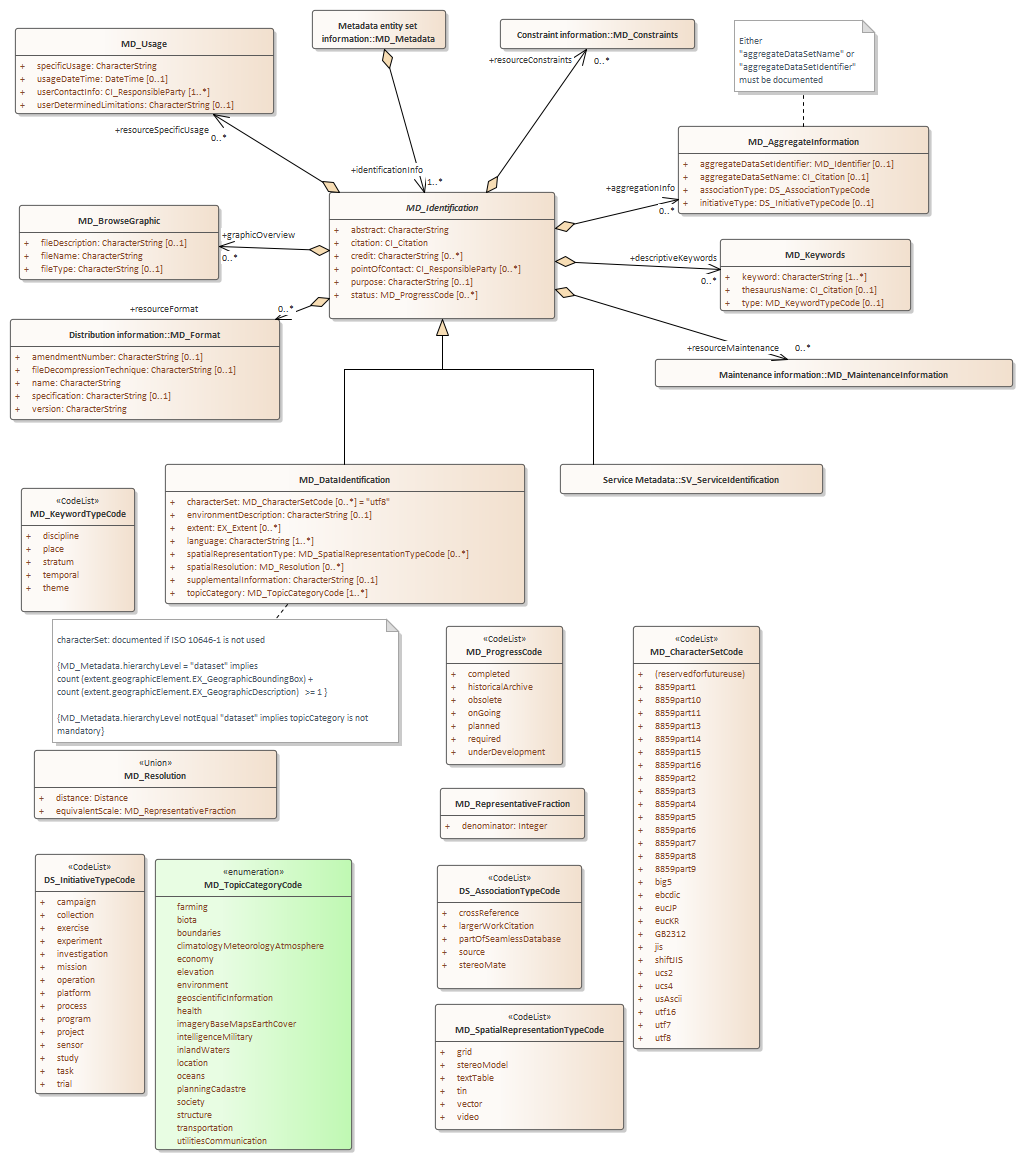 MD_Usage
+ specificUsage: CharacterString
+ usageDateTime: DateTime [0..1]
+ userContactInfo: CI_ResponsibleParty [1..*]
+ userDeterminedLimitations: CharacterString [0..1]
Metadata entity set
information::MD_Metadata
Constraint information::MD_Constraints
Either
"aggregateDataSetName" or
"aggregateDataSetIdentifier"
must be documented
+resourceConstraints
0..*
+resourceSpecificUsage
0..*
+identificationInfo
1..*
MD_AggregateInformation
+ aggregateDataSetIdentifier: MD_Identifier [0..1]
+ aggregateDataSetName: CI_Citation [0..1]
+ associationType: DS_AssociationTypeCode
+ initiativeType: DS_InitiativeTypeCode [0..1]
+aggregationInfo
0..*
MD_Identification
+ abstract: CharacterString
+ citation: CI_Citation
+ credit: CharacterString [0..*]
+ pointOfContact: CI_ResponsibleParty [0..*]
+ purpose: CharacterString [0..1]
+ status: MD_ProgressCode [0..*]
MD_BrowseGraphic
+ fileDescription: CharacterString [0..1]
+ fileName: CharacterString
+ fileType: CharacterString [0..1]
+graphicOverview
0..*
+descriptiveKeywords
0..*
MD_Keywords
+ keyword: CharacterString [1..*]
+ thesaurusName: CI_Citation [0..1]
+ type: MD_KeywordTypeCode [0..1]
+resourceFormat
0..*
Distribution information::MD_Format
+ amendmentNumber: CharacterString [0..1]
+ fileDecompressionTechnique: CharacterString [0..1]
+ name: CharacterString
+ specification: CharacterString [0..1]
+ version: CharacterString
+resourceMaintenance
0..*
Maintenance information::MD_MaintenanceInformation
MD_DataIdentification
+ characterSet: MD_CharacterSetCode [0..*] = "utf8"
+ environmentDescription: CharacterString [0..1]
+ extent: EX_Extent [0..*]
+ language: CharacterString [1..*]
+ spatialRepresentationType: MD_SpatialRepresentationTypeCode [0..*]
+ spatialResolution: MD_Resolution [0..*]
+ supplementalInformation: CharacterString [0..1]
+ topicCategory: MD_TopicCategoryCode [1..*]
Service Metadata::SV_ServiceIdentification
«CodeList»
MD_KeywordTypeCode
+ discipline
+ place
+ stratum
+ temporal
+ theme
characterSet: documented if ISO 10646-1 is not used
{MD_Metadata.hierarchyLevel = "dataset" implies
count (extent.geographicElement.EX_GeographicBoundingBox) +
count (extent.geographicElement.EX_GeographicDescription) >= 1 }
{MD_Metadata.hierarchyLevel notEqual "dataset" implies topicCategory is not
mandatory}
«CodeList»
MD_ProgressCode
+ completed
+ historicalArchive
+ obsolete
+ onGoing
+ planned
+ required
+ underDevelopment
«CodeList»
MD_CharacterSetCode
+ (reservedforfutureuse)
+ 8859part1
+ 8859part10
+ 8859part11
+ 8859part13
+ 8859part14
+ 8859part15
+ 8859part16
+ 8859part2
+ 8859part3
+ 8859part4
+ 8859part5
+ 8859part6
+ 8859part7
+ 8859part8
+ 8859part9
+ big5
+ ebcdic
+ eucJP
+ eucKR
+ GB2312
+ jis
+ shiftJIS
+ ucs2
+ ucs4
+ usAscii
+ utf16
+ utf7
+ utf8
«Union»
MD_Resolution
+ distance: Distance
+ equivalentScale: MD_RepresentativeFraction
MD_RepresentativeFraction
+ denominator: Integer
«CodeList»
DS_InitiativeTypeCode
+ campaign
+ collection
+ exercise
+ experiment
+ investigation
+ mission
+ operation
+ platform
+ process
+ program
+ project
+ sensor
+ study
+ task
+ trial
«enumeration»
MD_TopicCategoryCode
farming
biota
boundaries
climatologyMeteorologyAtmosphere
economy
elevation
environment
geoscientificInformation
health
imageryBaseMapsEarthCover
intelligenceMilitary
inlandWaters
location
oceans
planningCadastre
society
structure
transportation
utilitiesCommunication
«CodeList»
DS_AssociationTypeCode
+ crossReference
+ largerWorkCitation
+ partOfSeamlessDatabase
+ source
+ stereoMate
«CodeList»
MD_SpatialRepresentationTypeCode
+ grid
+ stereoModel
+ textTable
+ tin
+ vector
+ video